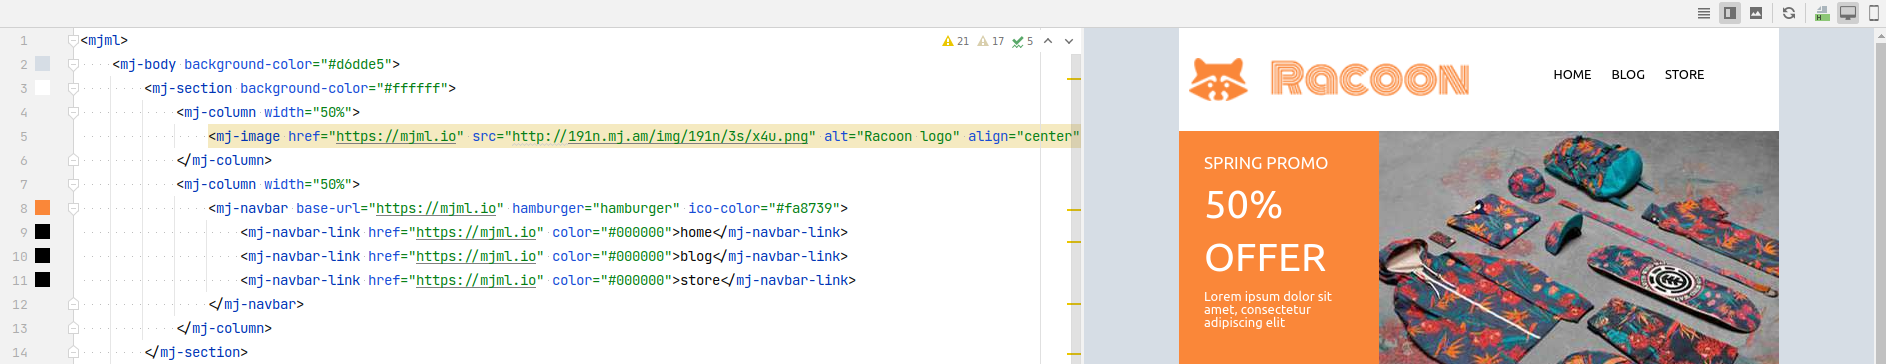 21 17 5
1 <mjml>
2 <mj-body background-color="#d6dde5">
3 <mj-section background-color="#ffffff">
4 <mj-column width="50%">
5 <mj-image href="https://mjml.io" src="http://191n.mj.am/img/191n/3s/x4u.png" alt="Racoon logo" align="center"
6 </mj-column>
7 <mj-column width="50%">
8 <mj-navbar base-url="https://mjml.io" hamburger="hamburger" ico-color="#fa8739">
9 <mj-navbar-link href="https://mjml.io" color="#000000">home</mj-navbar-link>
10 <mj-navbar-link href="https://mjml.io" color="#000000">blog</mj-navbar-link>
11 <mj-navbar-link href="https://mjml.io" color="#000000">store</mj-navbar-link>
12 </mj-navbar>
13 </mj-column>
14 </mj-section>
Racoon
HOME BLOG STORE
SPRING PROMO
50%
OFFER
Lorem ipsum dolor sit
amet, consectetur
adipiscing elit